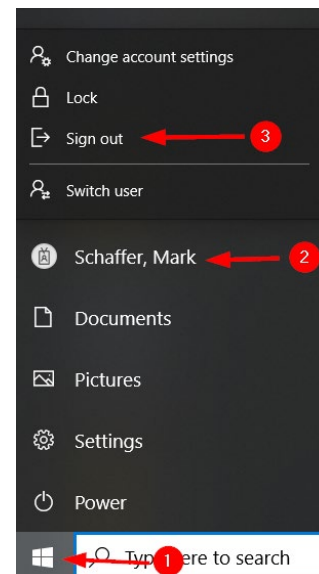 Change account settings
Lock
Sign out 3
Switch user
Schaffer, Mark 2
Documents
Pictures
Settings
Power
1 Typ ere to search